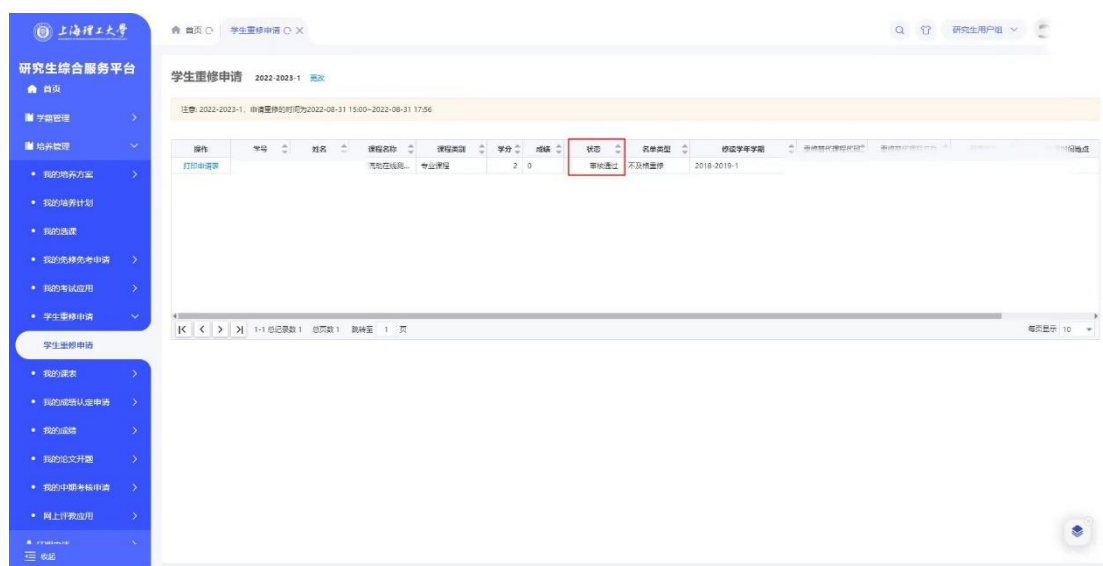 上海理工大学
首页
学生重修申请
研究生用户组
研究生综合服务平台
首页
学籍管理
培养管理
我的培养方案
我的培养计划
我的选课
我的免修免考申请
我的考试应用
学生重修申请
学生重修申请
我的课表
我的成绩认定申请
我的成绩
我的论文开题
我的中期考核申请
网上评教应用
收起
学生重修申请 2022-2023-1 更改
注意: 2022-2023-1, 申请重修的时间为2022-08-31 15:00~2022-08-31 17:56
操作 学号 姓名 课程名称 课程类别 学分 成绩 状态 名单类型 修读学年学期 重修替代课程代码
打印申请表 专业课程 2 0 审核通过 不及格重修 2018-2019-1
1-1 总记录数 1 总页数 1 跳转至 1 页
每页显示 10